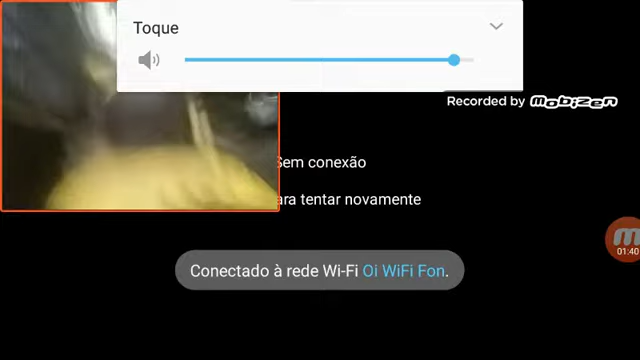 Toque
Recorded by mobizen
Sem conexão
ara tentar novamente
01:40
Conectado à rede Wi-Fi Oi WiFi Fon.